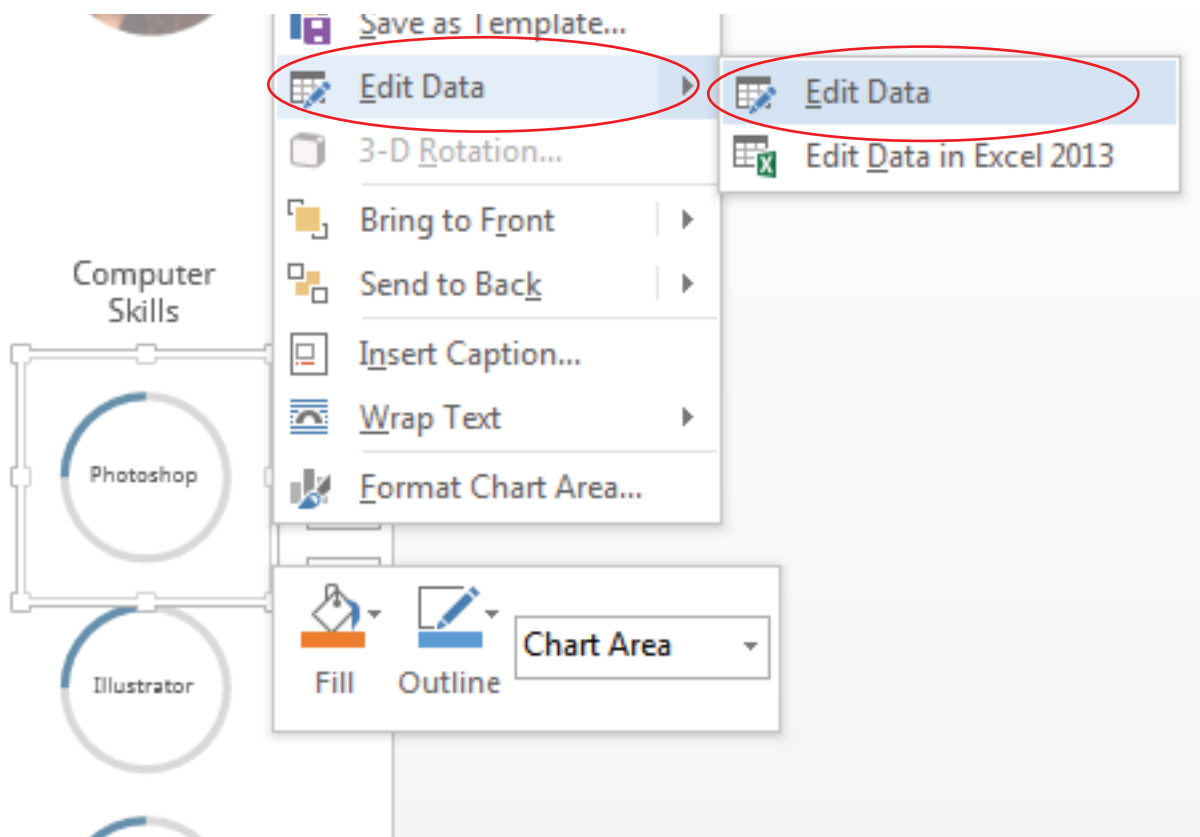 Save as Template...
Edit Data
Edit Data
3-D Rotation...
Edit Data in Excel 2013
Bring to Front
Send to Back
Insert Caption...
Wrap Text
Format Chart Area...
Computer
Skills
Photoshop
Illustrator
Fill
Outline
Chart Area